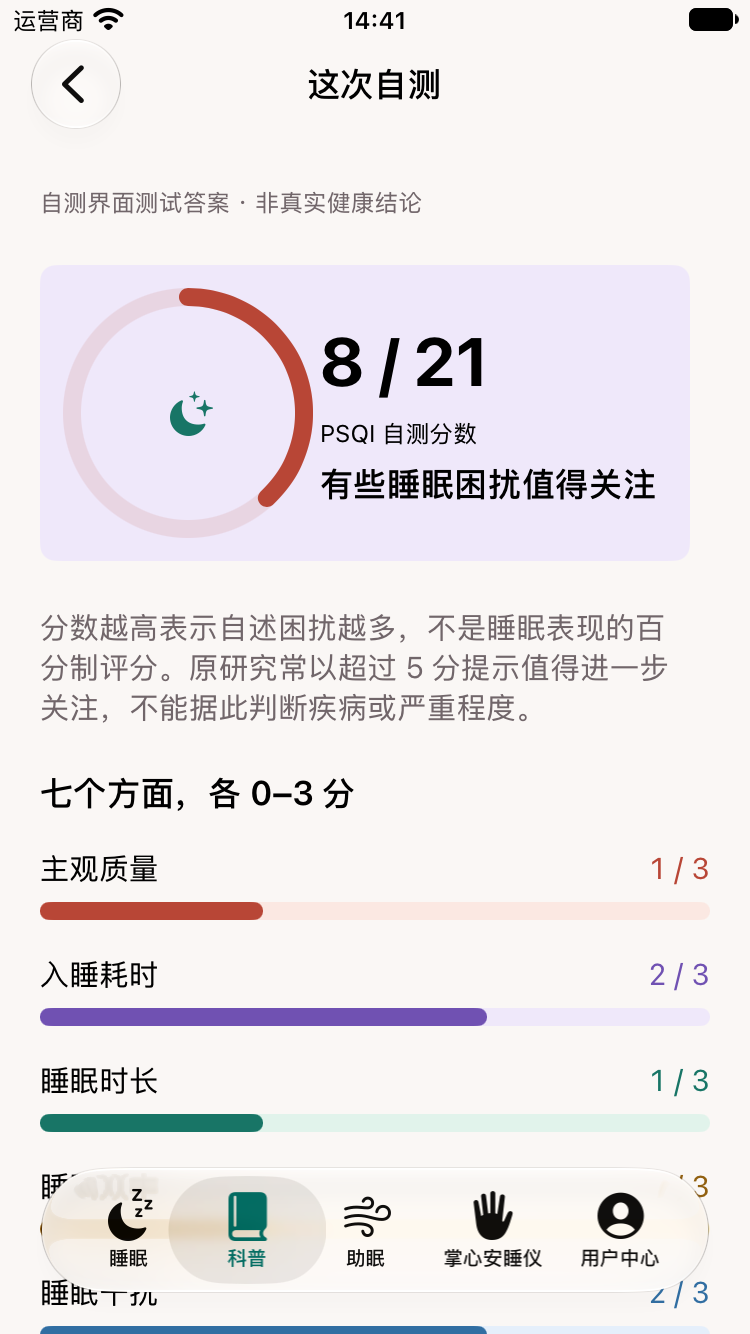 运营商
14:41
这次自测
自测界面测试答案 · 非真实健康结论
8 / 21
PSQI 自测分数
有些睡眠困扰值得关注
分数越高表示自述困扰越多，不是睡眠表现的百
分制评分。原研究常以超过 5 分提示值得进一步
关注，不能据此判断疾病或严重程度。
七个方面，各 0–3 分
主观质量
1 / 3
入睡耗时
2 / 3
睡眠时长
1 / 3
/ 3
睡眠
科普
助眠
掌心安睡仪
用户中心
睡眠干扰
2 / 3